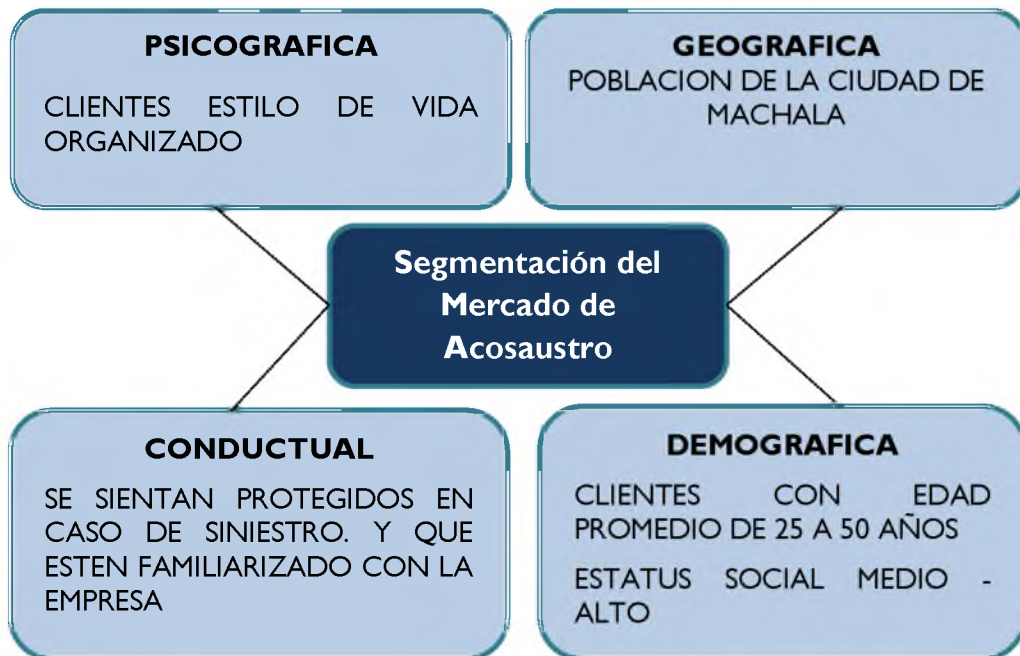 PSICOGRAFICA
CLIENTES ESTILO DE VIDA
ORGANIZADO
GEOGRAFICA
POBLACION DE LA CIUDAD DE
MACHALA
Segmentación del
Mercado de
Acosaustro
CONDUCTUAL
SE SIENTAN PROTEGIDOS EN
CASO DE SINIESTRO. Y QUE
ESTEN FAMILIARIZADO CON LA
EMPRESA
DEMOGRAFICA
CLIENTES CON EDAD
PROMEDIO DE 25 A 50 AÑOS
ESTATUS SOCIAL MEDIO -
ALTO